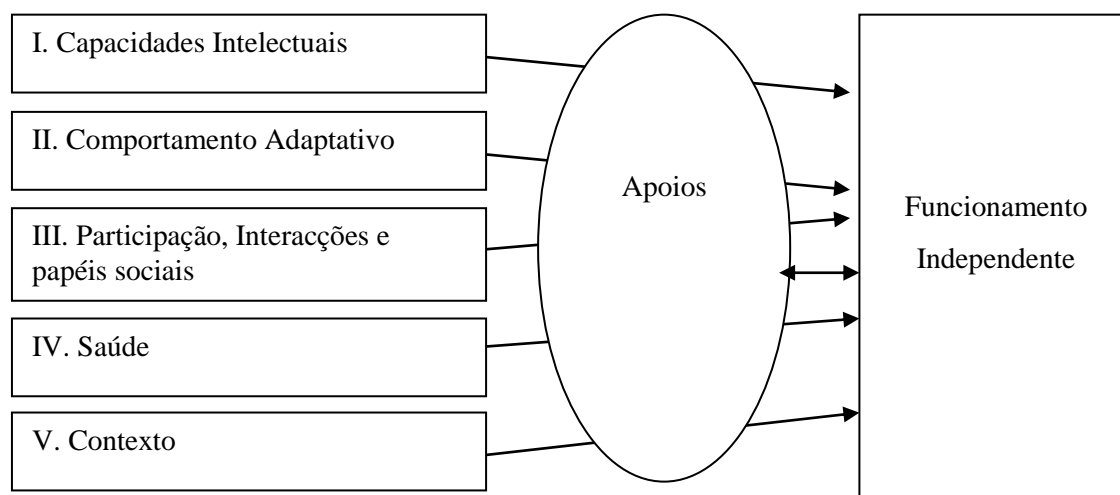 I. Capacidades Intelectuais
II. Comportamento Adaptativo
III. Participação, Interacções e
papéis sociais
IV. Saúde
V. Contexto
Apoios
Funcionamento
Independente